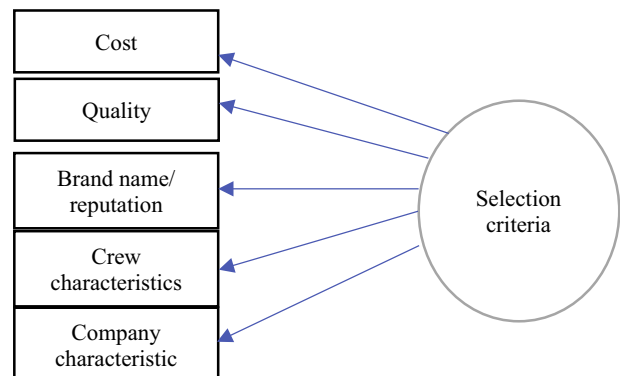 Cost
Quality
Brand name/
reputation
Crew
characteristics
Company
characteristic
Selection
criteria